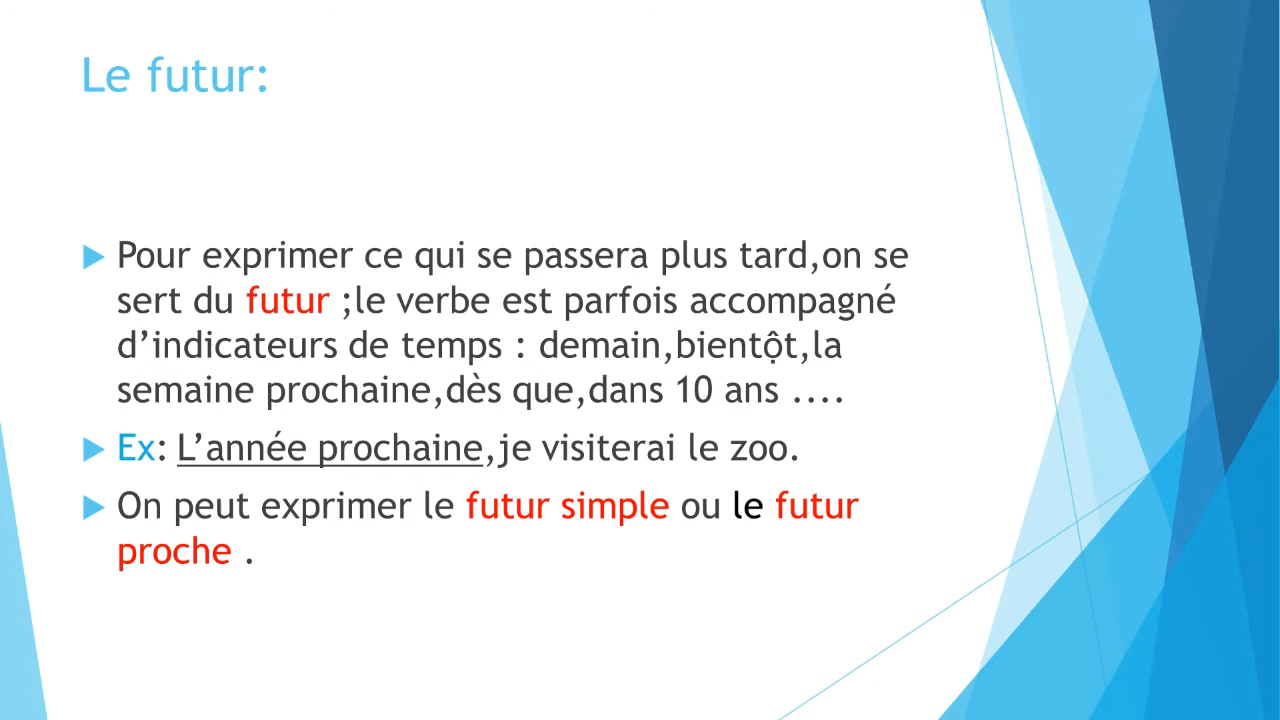 Le futur:
Pour exprimer ce qui se passera plus tard,on se
sert du futur ;le verbe est parfois accompagné
d’indicateurs de temps : demain,bientột,la
semaine prochaine,dès que,dans 10 ans ....
Ex: L’année prochaine,je visiterai le zoo.
On peut exprimer le futur simple ou le futur
proche .